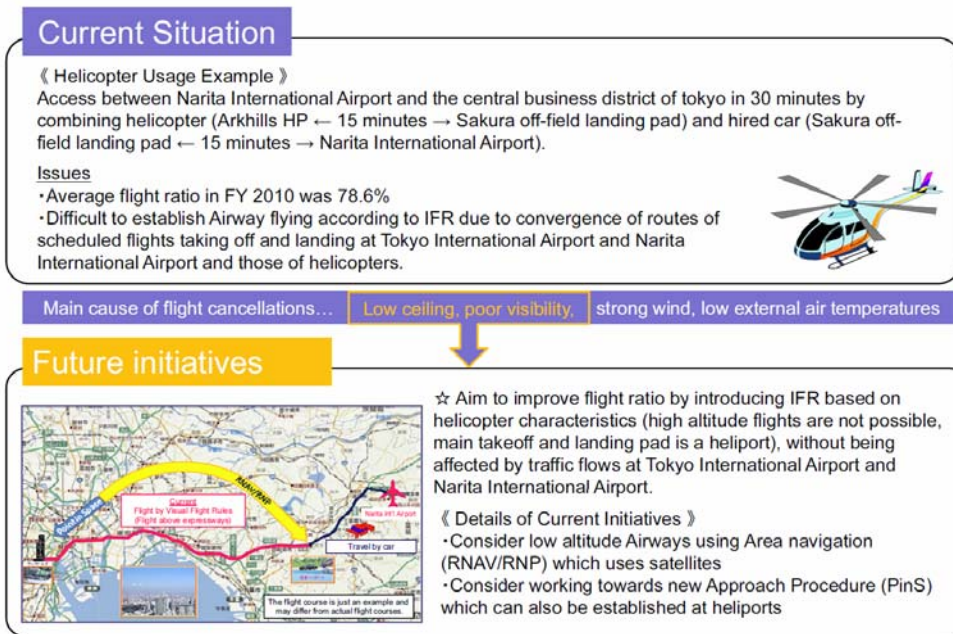 Current Situation
《 Helicopter Usage Example 》
Access between Narita International Airport and the central business district of tokyo in 30 minutes by
combining helicopter (Arkhills HP ← 15 minutes → Sakura off-field landing pad) and hired car (Sakura off-
field landing pad ← 15 minutes → Narita International Airport).
Issues
・Average flight ratio in FY 2010 was 78.6%
・Difficult to establish Airway flying according to IFR due to convergence of routes of
scheduled flights taking off and landing at Tokyo International Airport and Narita
International Airport and those of helicopters.
Main cause of flight cancellations… Low ceiling, poor visibility, strong wind, low external air temperatures
Future initiatives
☆ Aim to improve flight ratio by introducing IFR based on
helicopter characteristics (high altitude flights are not possible,
main takeoff and landing pad is a heliport), without being
affected by traffic flows at Tokyo International Airport and
Narita International Airport.
《 Details of Current Initiatives 》
・Consider low altitude Airways using Area navigation
(RNAV/RNP) which uses satellites
・Consider working towards new Approach Procedure (PinS)
which can also be established at heliports
Point in Space
RNAV/RNP
Current
Flight by Visual Flight Rules
(Flight above expressways)
Narita Int'l Airport
Travel by car
The flight course is just an example and
may differ from actual flight courses.